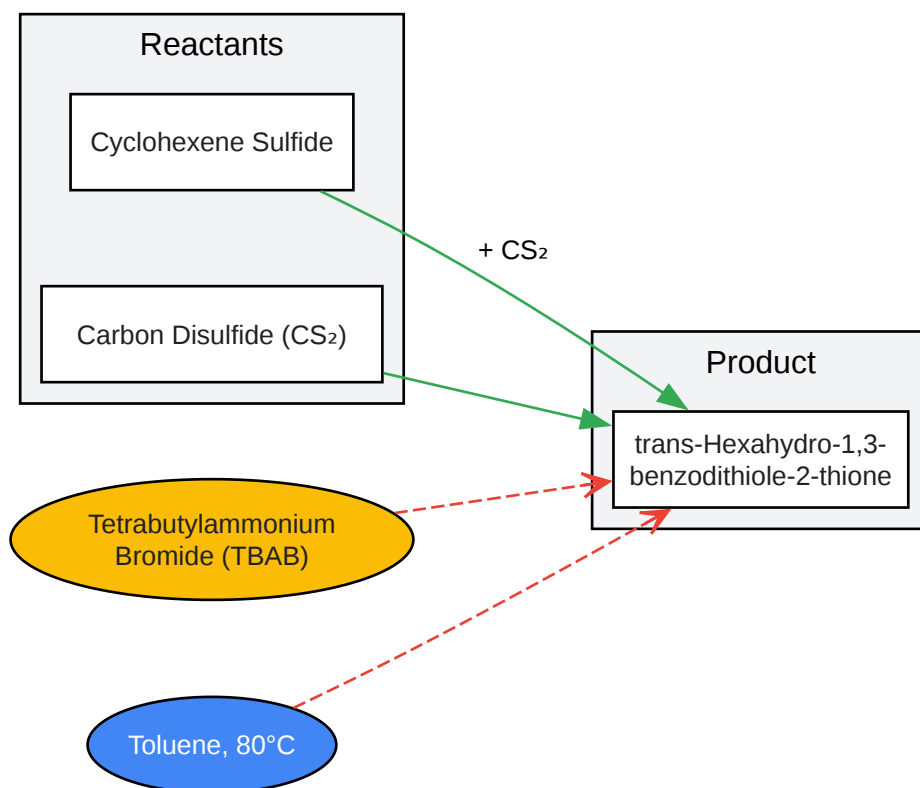 Reactants
Cyclohexene Sulfide
+ CS₂
Carbon Disulfide (CS₂)
Product
trans-Hexahydro-1,3-
benzodithiole-2-thione
Tetrabutylammonium
Bromide (TBAB)
Toluene, 80°C